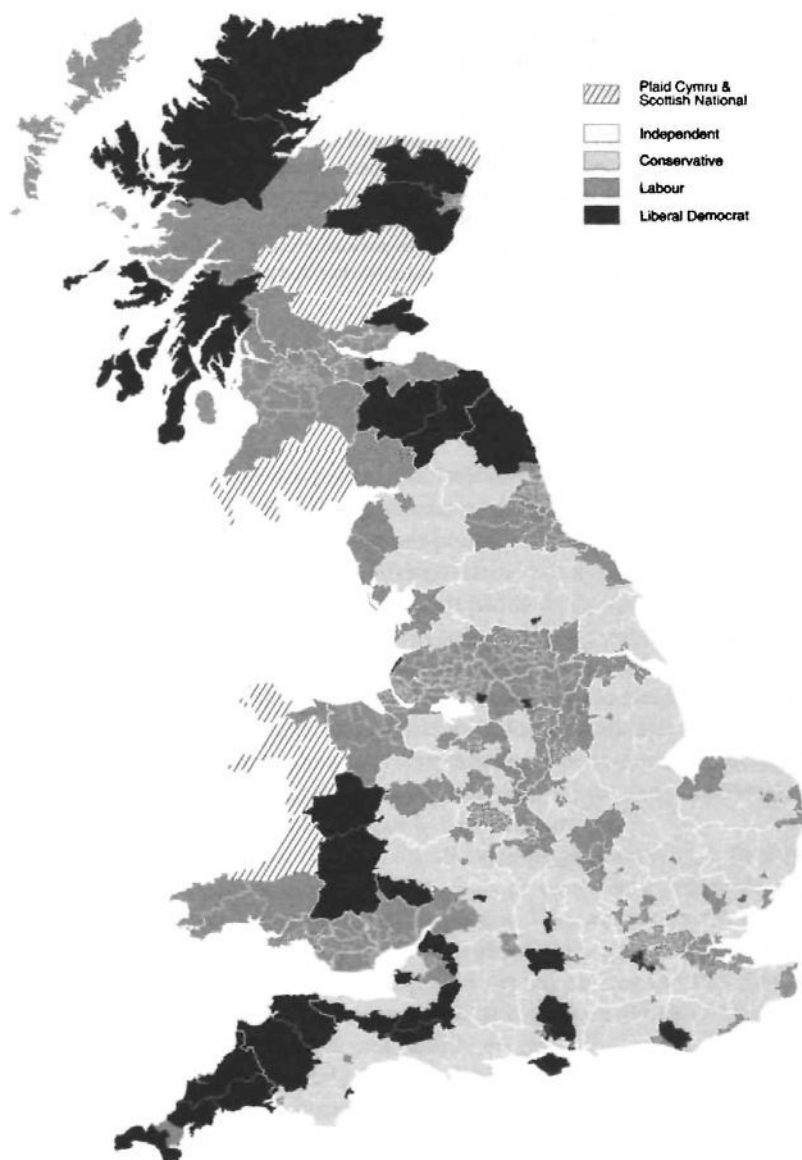 Plaid Cymru &
Scottish National
Independent
Conservative
Labour
Liberal Democrat